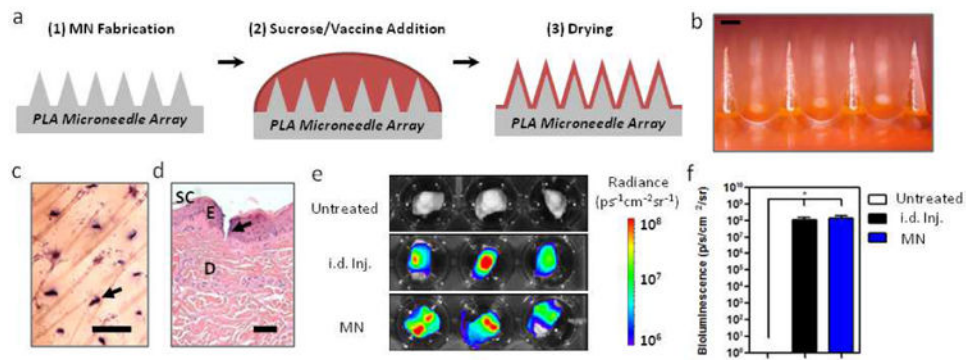 a
(1) MN Fabrication
(2) Sucrose/Vaccine Addition
(3) Drying
PLA Microneedle Array
PLA Microneedle Array
PLA Microneedle Array
b
c
d
SC
E
D
e
Untreated
i.d. Inj.
MN
Radiance
(ps⁻¹cm⁻²sr⁻¹)
10⁸
10⁷
10⁶
f
Bioluminescence (p/s/cm ²/sr)
10¹⁰
10⁹
10⁸
10⁷
10⁶
10⁵
10⁴
10³
10²
10¹
10⁰
*
Untreated
i.d. Inj.
MN